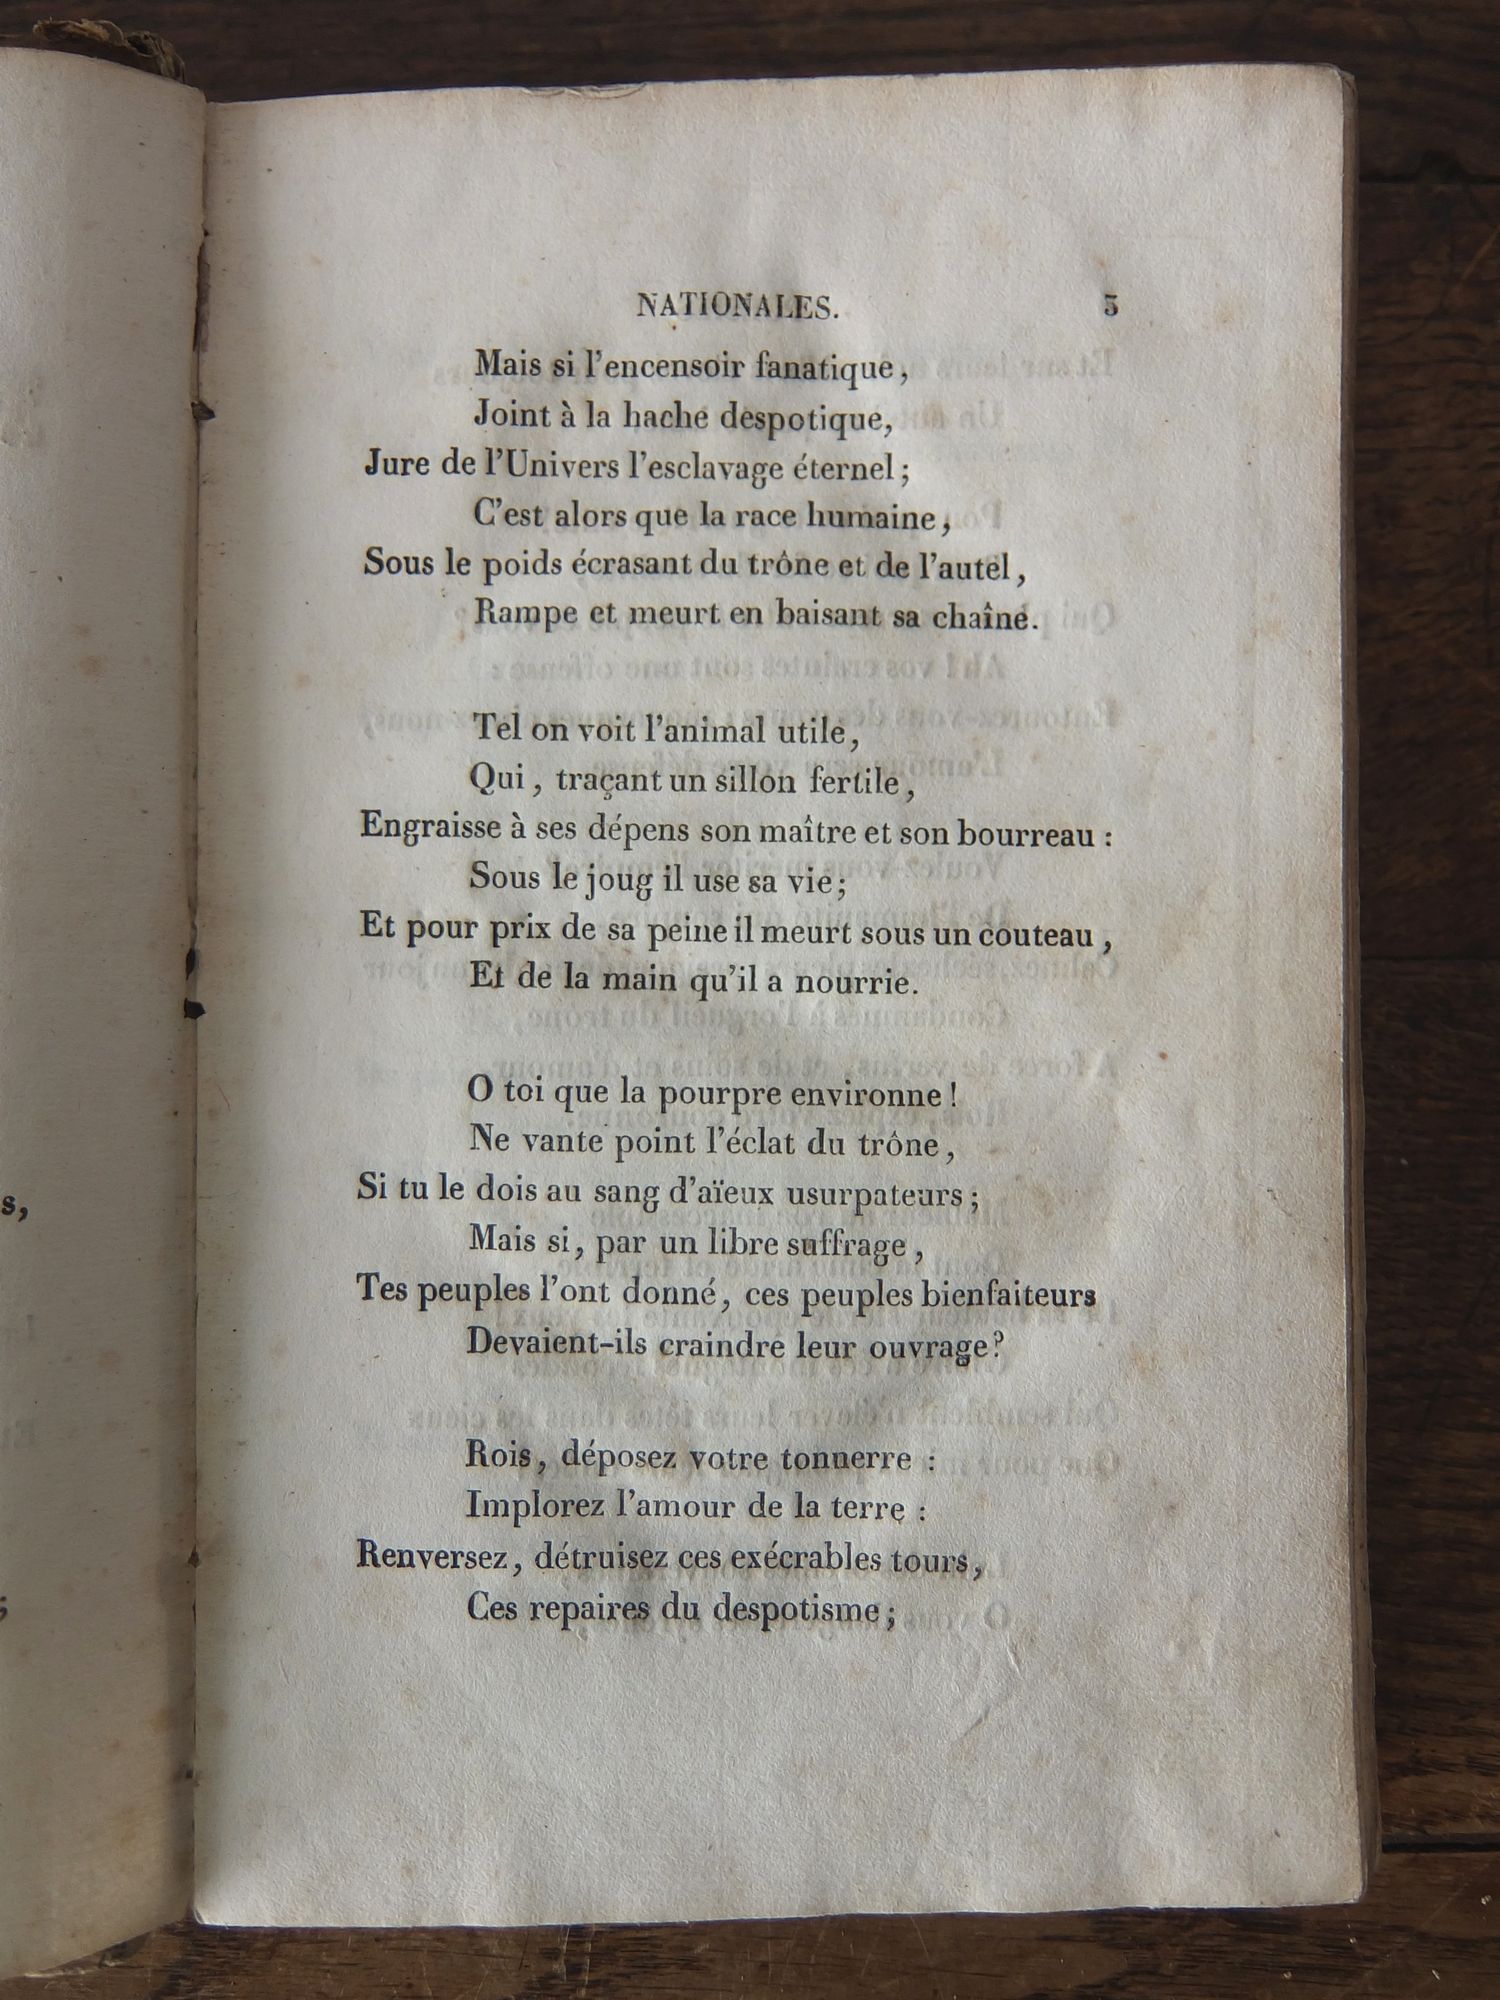 NATIONALES. 3
Mais si l'encensoir fanatique,
Joint à la hache despotique,
Jure de l'Univers l'esclavage éternel ;
C'est alors que la race humaine,
Sous le poids écrasant du trône et de l'autel,
Rampe et meurt en baisant sa chaîne.
Tel on voit l'animal utile,
Qui, traçant un sillon fertile,
Engraisse à ses dépens son maître et son bourreau :
Sous le joug il use sa vie ;
Et pour prix de sa peine il meurt sous un couteau,
Et de la main qu'il a nourrie.
O toi que la pourpre environne !
Ne vante point l'éclat du trône,
Si tu le dois au sang d'aïeux usurpateurs ;
Mais si, par un libre suffrage,
Tes peuples l'ont donné, ces peuples bienfaiteurs
Devaient-ils craindre leur ouvrage?
Rois, déposez votre tonnerre :
Implorez l'amour de la terre :
Renversez, détruisez ces exécrables tours,
Ces repaires du despotisme ;